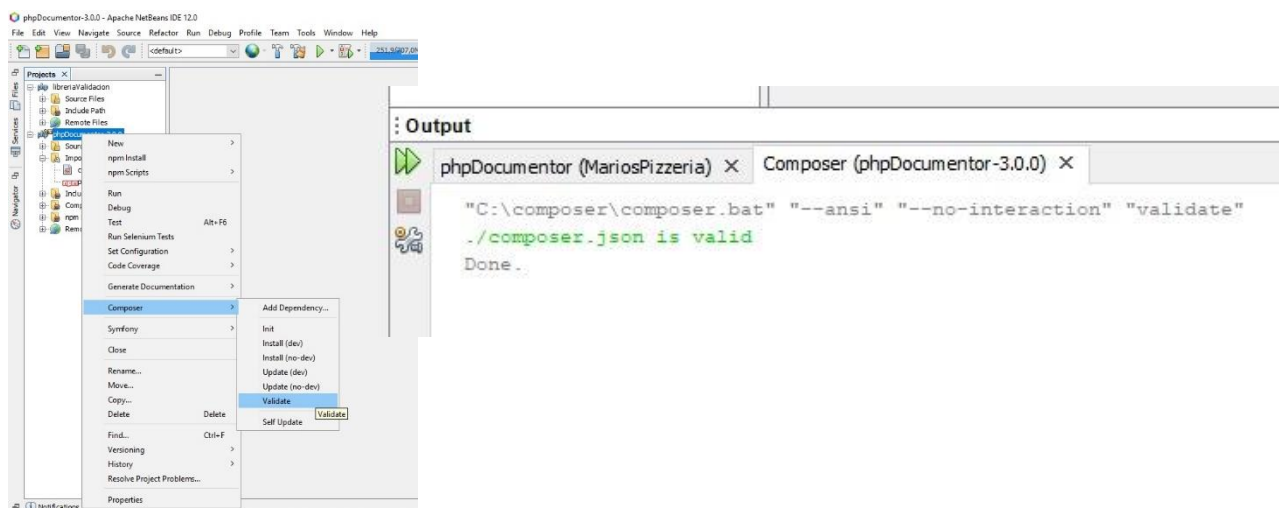 phpDocumentor-3.0.0 - Apache NetBeans IDE 12.0
File Edit View Navigate Source Refactor Run Debug Profile Team Tools Window Help
<default>
Projects
libreriaValidacion
Source Files
Include Path
Remote Files
New
npm Install
npm Scripts
Run
Debug
Test Alt+F6
Run Selenium Tests
Set Configuration
Code Coverage
Generate Documentation
Composer
Symfony
Close
Rename...
Move...
Copy...
Delete Delete
Find... Ctrl+F
Versioning
History
Resolve Project Problems...
Properties
Add Dependency...
Init
Install (dev)
Install (no-dev)
Update (dev)
Update (no-dev)
Validate
Validate
Self Update
Files
Services
Navigator
Notifications
Output
phpDocumentor (MariosPizzeria) Composer (phpDocumentor-3.0.0)
"C:\composer\composer.bat" "--ansi" "--no-interaction" "validate"
./composer.json is valid
Done.